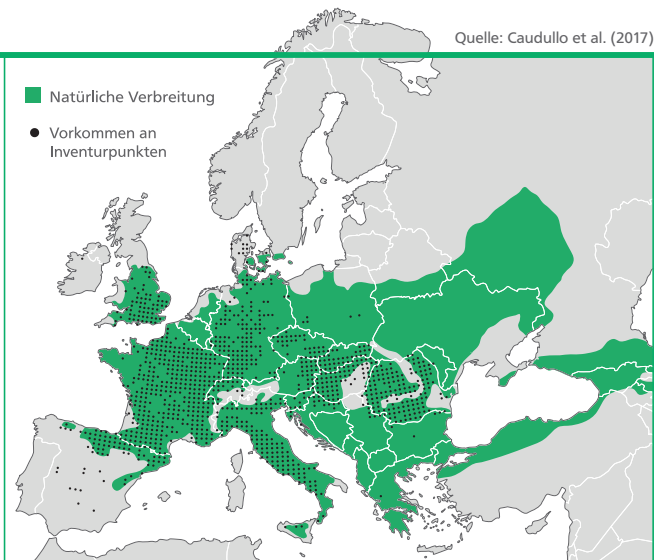 Quelle: Caudullo et al. (2017)
Natürliche Verbreitung
Vorkommen an
Inventurpunkten